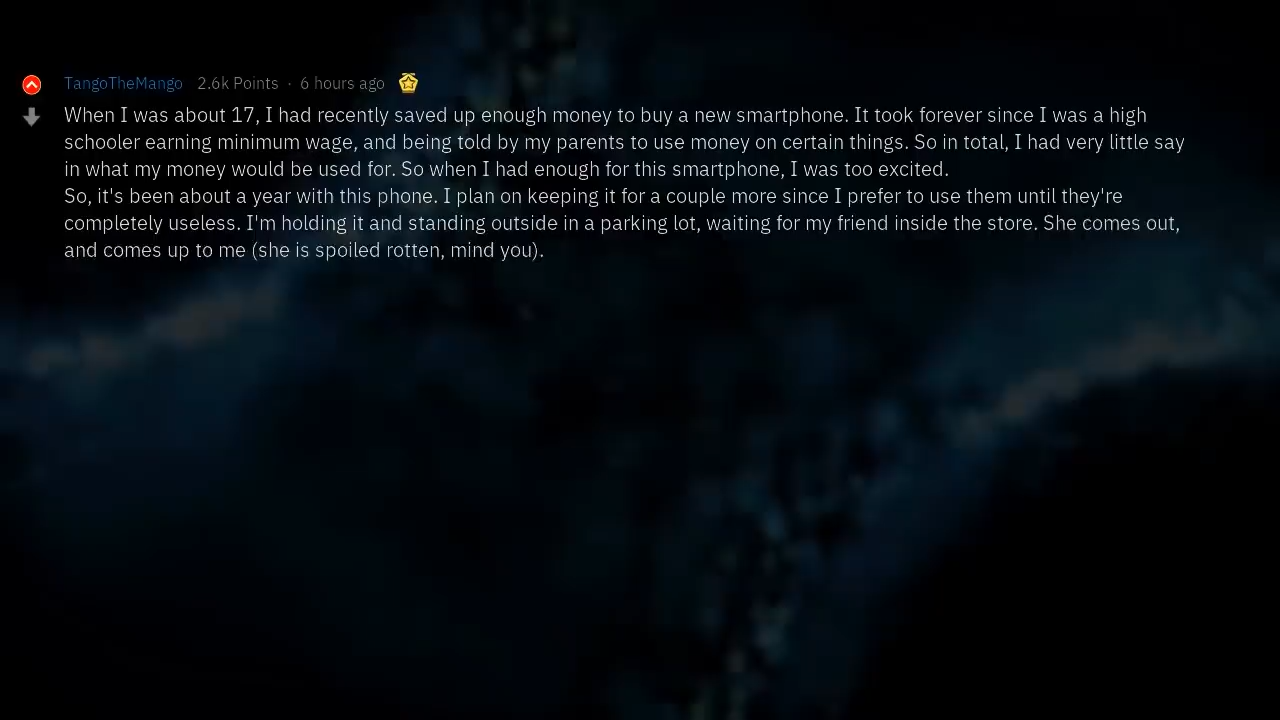 TangoTheMango 2.6k Points · 6 hours ago
When I was about 17, I had recently saved up enough money to buy a new smartphone. It took forever since I was a high
schooler earning minimum wage, and being told by my parents to use money on certain things. So in total, I had very little say
in what my money would be used for. So when I had enough for this smartphone, I was too excited.
So, it's been about a year with this phone. I plan on keeping it for a couple more since I prefer to use them until they're
completely useless. I'm holding it and standing outside in a parking lot, waiting for my friend inside the store. She comes out,
and comes up to me (she is spoiled rotten, mind you).